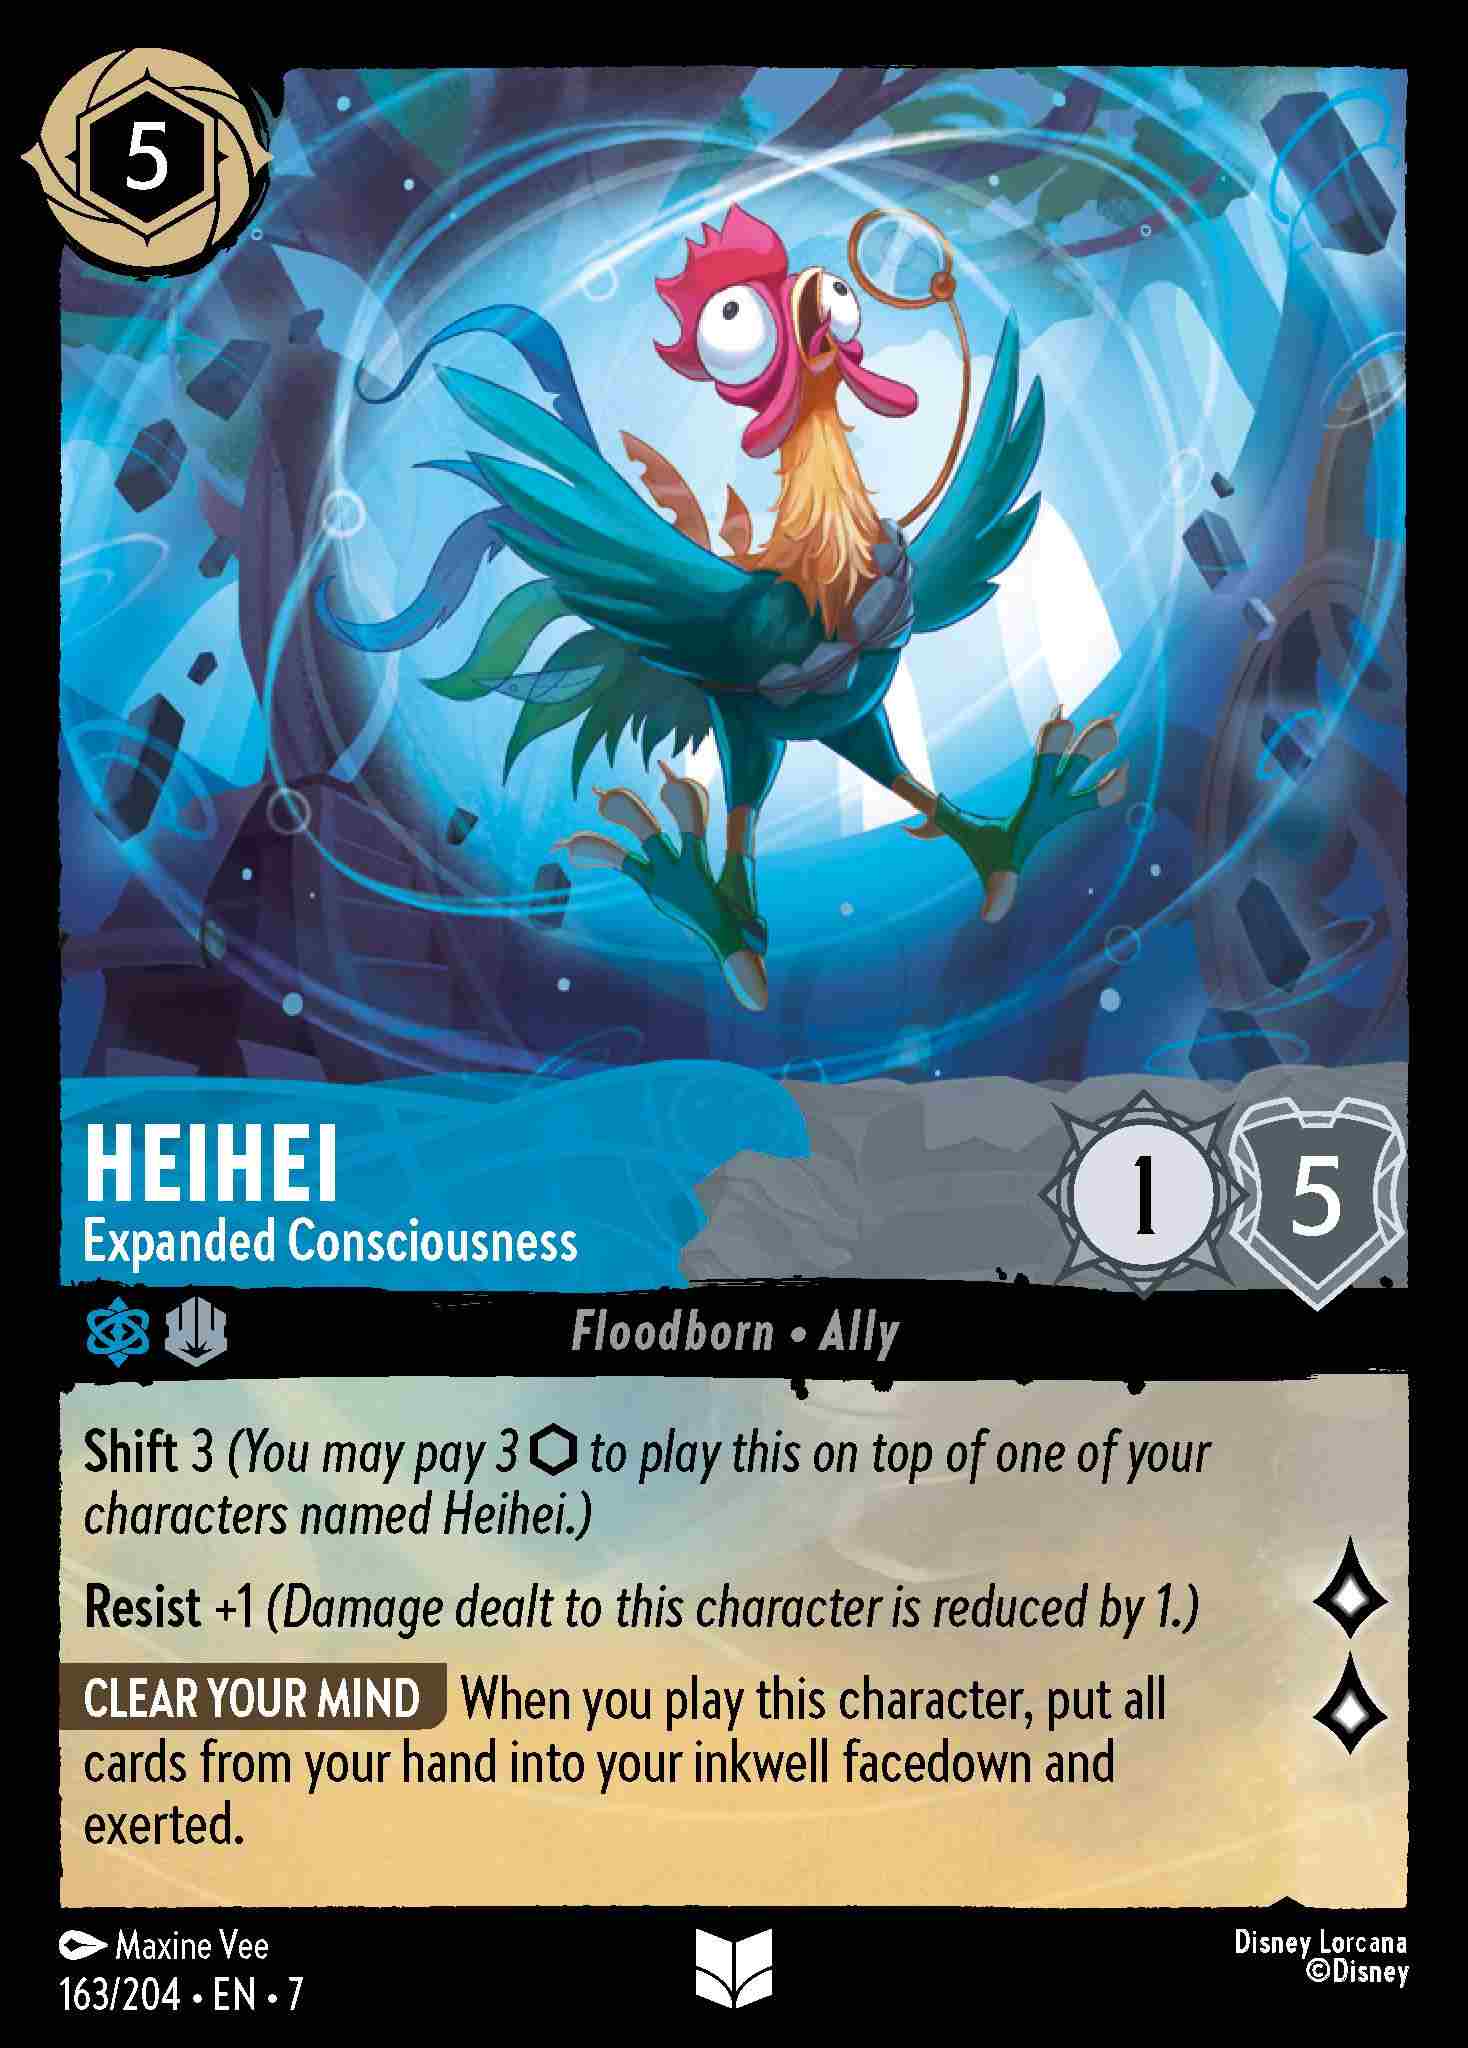 5
HEIHEI
Expanded Consciousness
1
5
Floodborn • Ally
Shift 3 (You may pay 3 ⬡ to play this on top of one of your
characters named Heihei.)
Resist +1 (Damage dealt to this character is reduced by 1.)
CLEAR YOUR MIND When you play this character, put all
cards from your hand into your inkwell facedown and
exerted.
Maxine Vee
163/204 • EN • 7
Disney Lorcana
©Disney